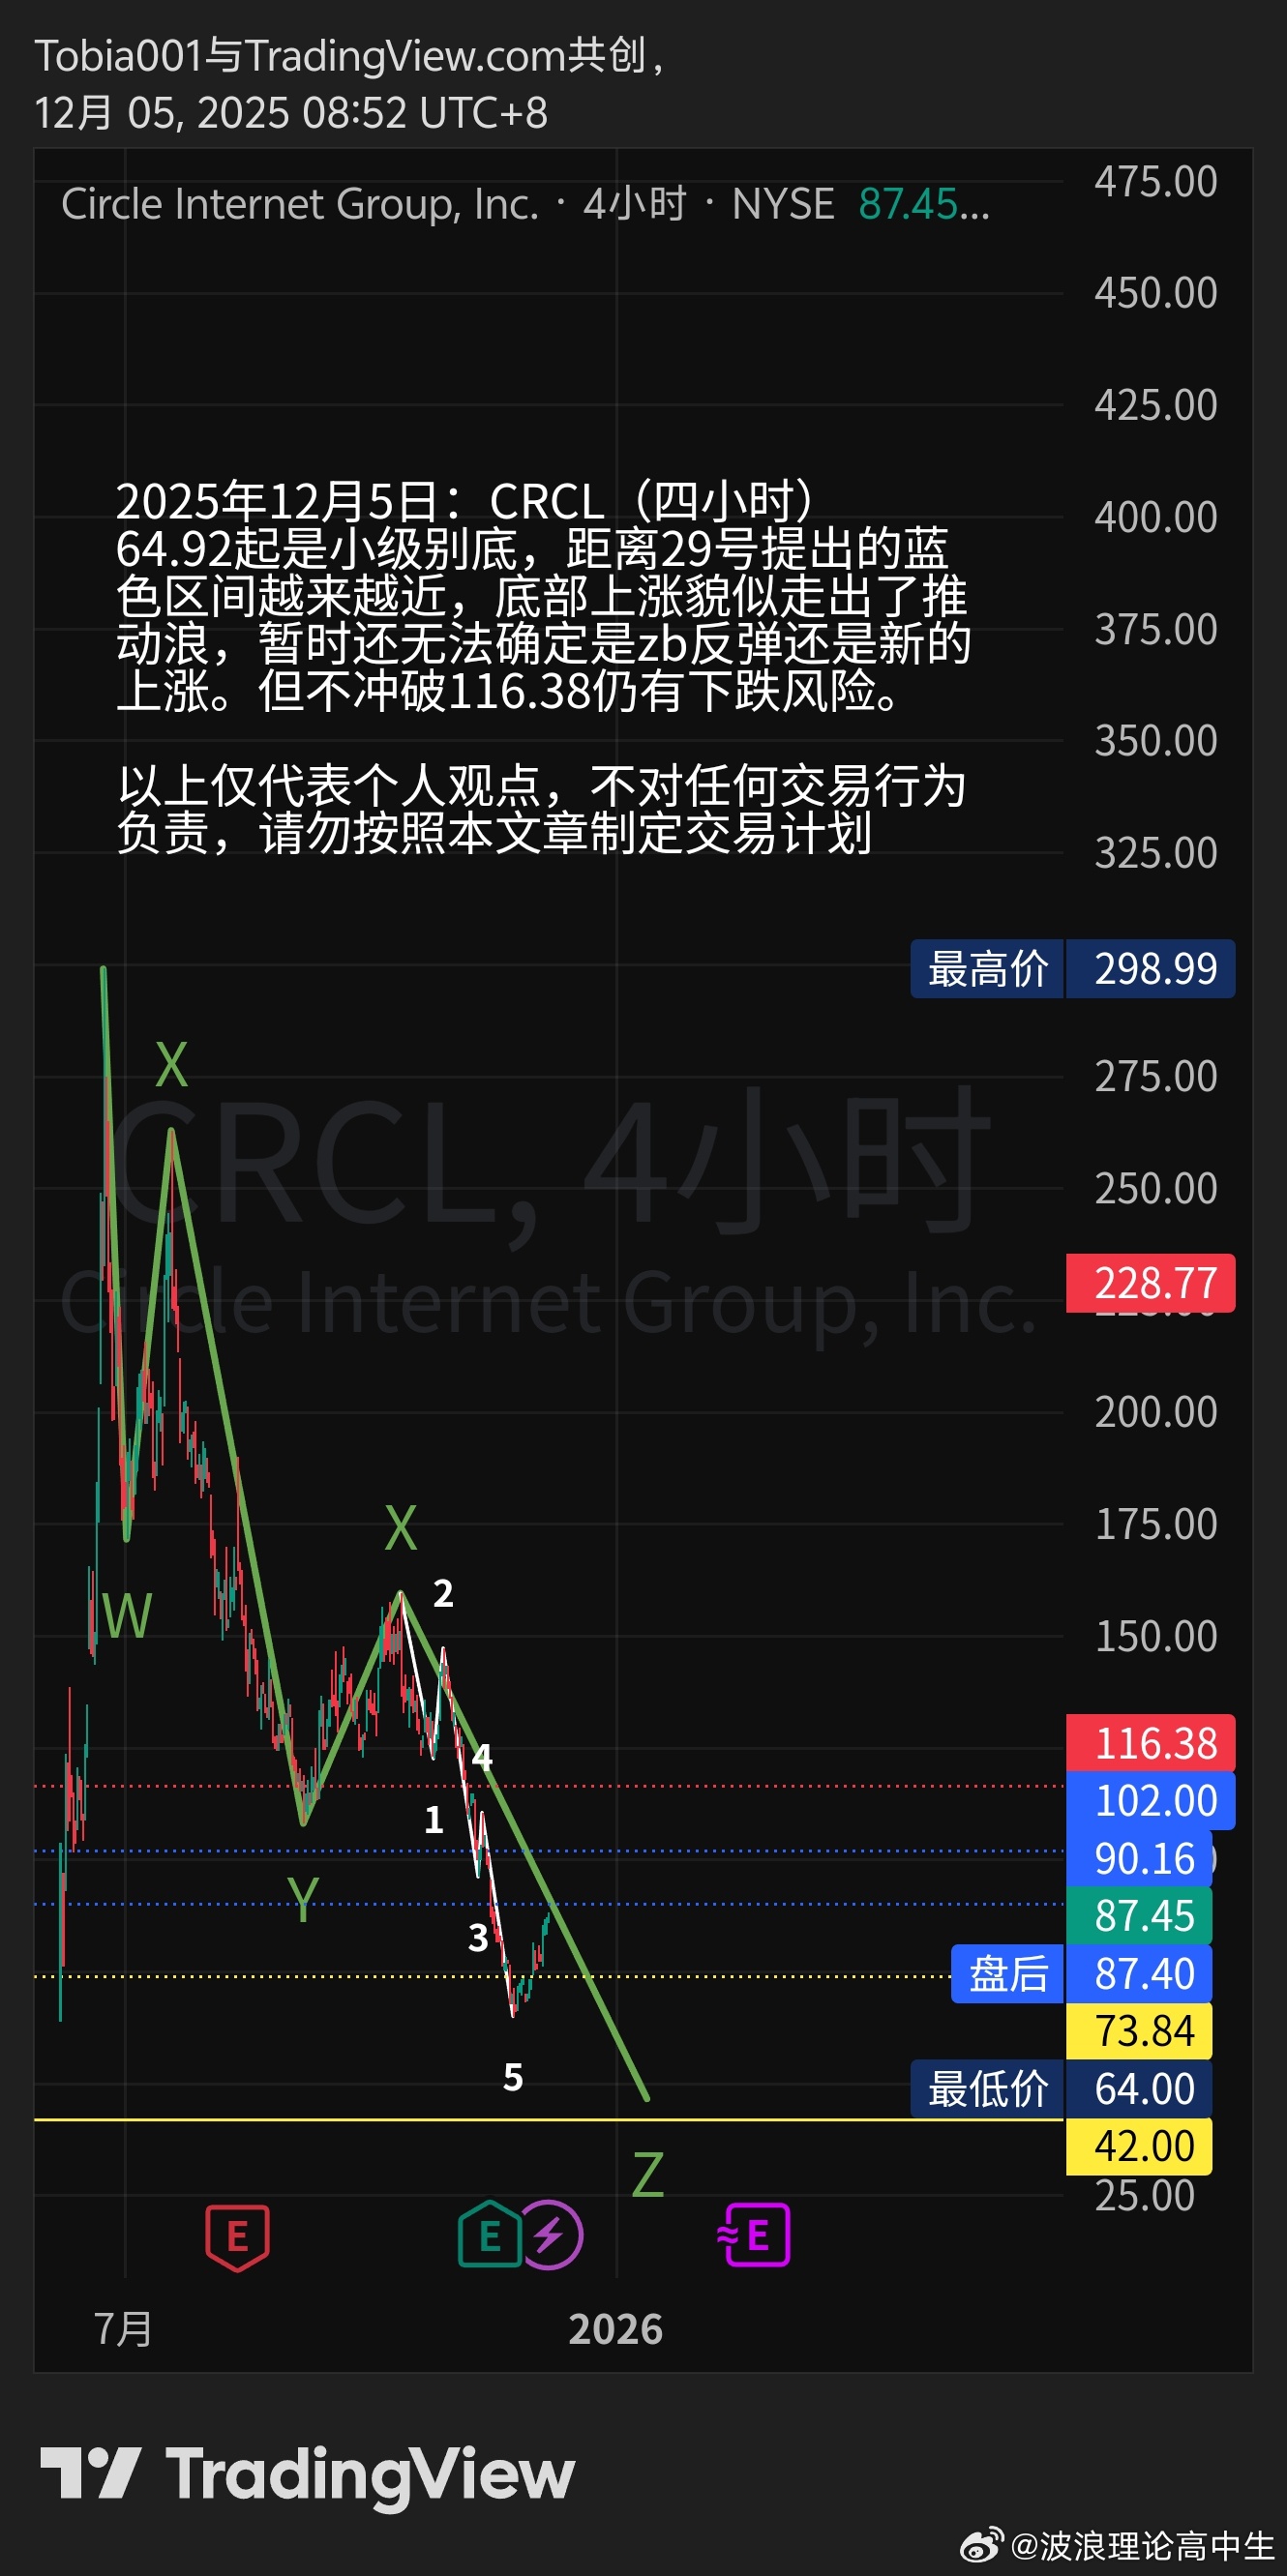 Tobia001与TradingView.com共创，
12月 05, 2025 08:52 UTC+8
Circle Internet Group, Inc. · 4小时 · NYSE 87.45...
475.00
450.00
425.00
2025年12月5日：CRCL（四小时）
64.92起是小级别底，距离29号提出的蓝
色区间越来越近，底部上涨貌似走出了推
动浪，暂时还无法确定是zb反弹还是新的
上涨。但不冲破116.38仍有下跌风险。
400.00
375.00
350.00
以上仅代表个人观点，不对任何交易行为
负责，请勿按照本文章制定交易计划
325.00
最高价 298.99
X
275.00
CRCL, 4小时
250.00
Circle Internet Group, Inc.
228.77
200.00
175.00
X
2
W
150.00
116.38
4
102.00
1
90.16
Y
87.45
3
盘后 87.40
73.84
5
最低价 64.00
42.00
Z
25.00
E
E
≈E
7月
2026
TradingView
@波浪理论高中生